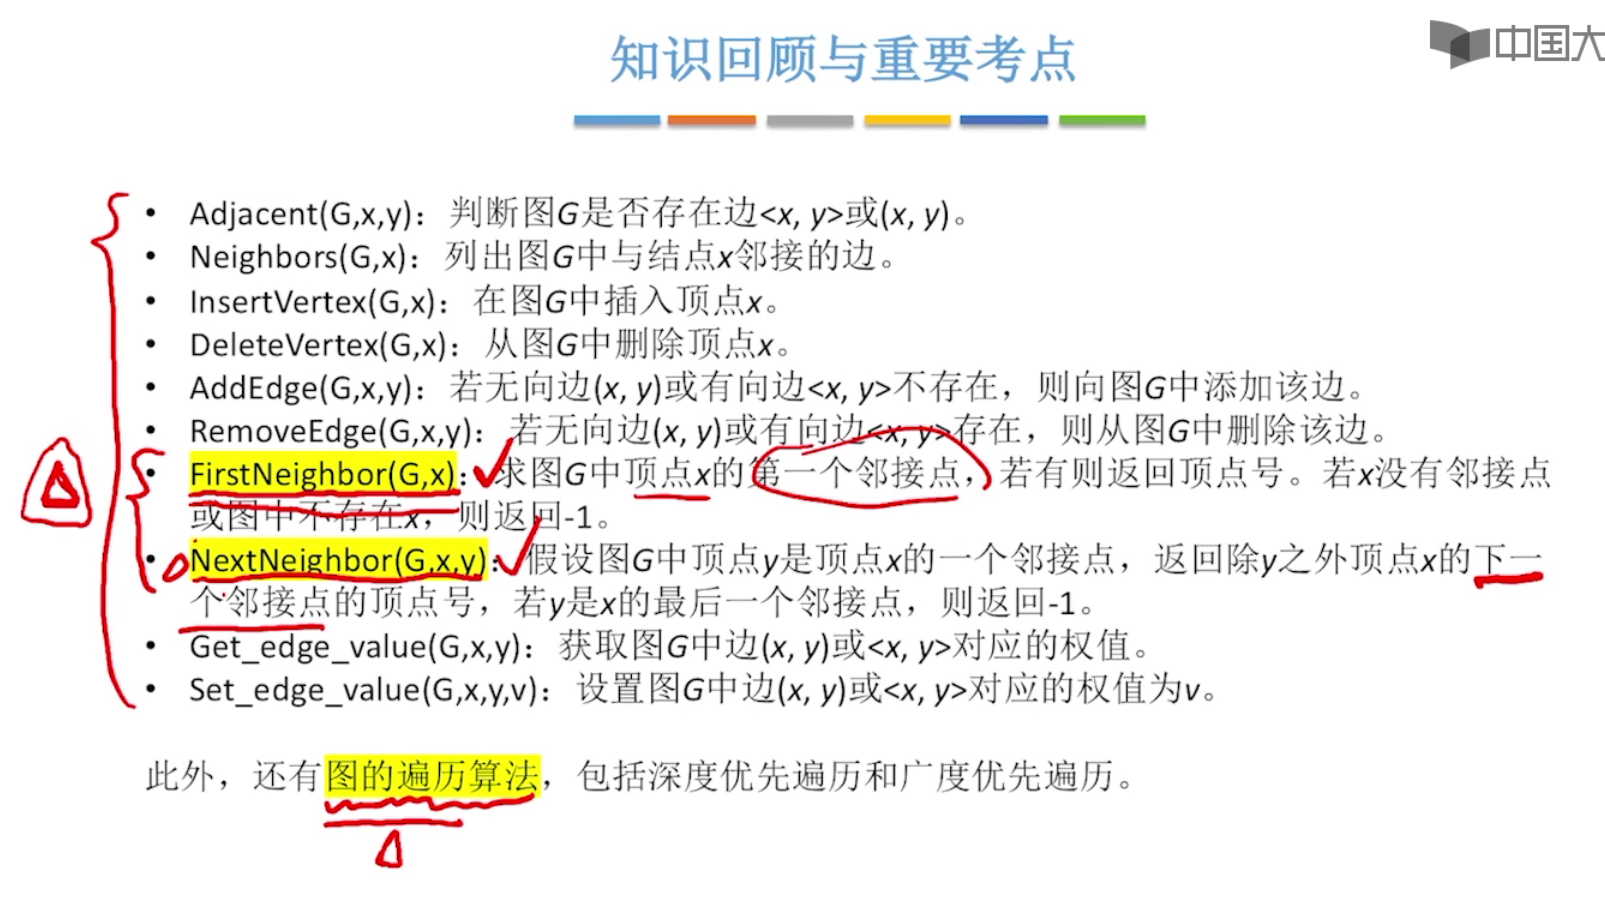 中国大
知识回顾与重要考点
• Adjacent(G,x,y)：判断图G是否存在边<x, y>或(x, y)。
• Neighbors(G,x)：列出图G中与结点x邻接的边。
• InsertVertex(G,x)：在图G中插入顶点x。
• DeleteVertex(G,x)：从图G中删除顶点x。
• AddEdge(G,x,y)：若无向边(x, y)或有向边<x, y>不存在，则向图G中添加该边。
• RemoveEdge(G,x,y)：若无向边(x, y)或有向边<x, y>存在，则从图G中删除该边。
• FirstNeighbor(G,x)：求图G中顶点x的第一个邻接点，若有则返回顶点号。若x没有邻接点
或图中不存在x，则返回-1。
• NextNeighbor(G,x,y)：假设图G中顶点y是顶点x的一个邻接点，返回除y之外顶点x的下一
个邻接点的顶点号，若y是x的最后一个邻接点，则返回-1。
• Get_edge_value(G,x,y)：获取图G中边(x, y)或<x, y>对应的权值。
• Set_edge_value(G,x,y,v)：设置图G中边(x, y)或<x, y>对应的权值为v。
此外，还有图的遍历算法，包括深度优先遍历和广度优先遍历。